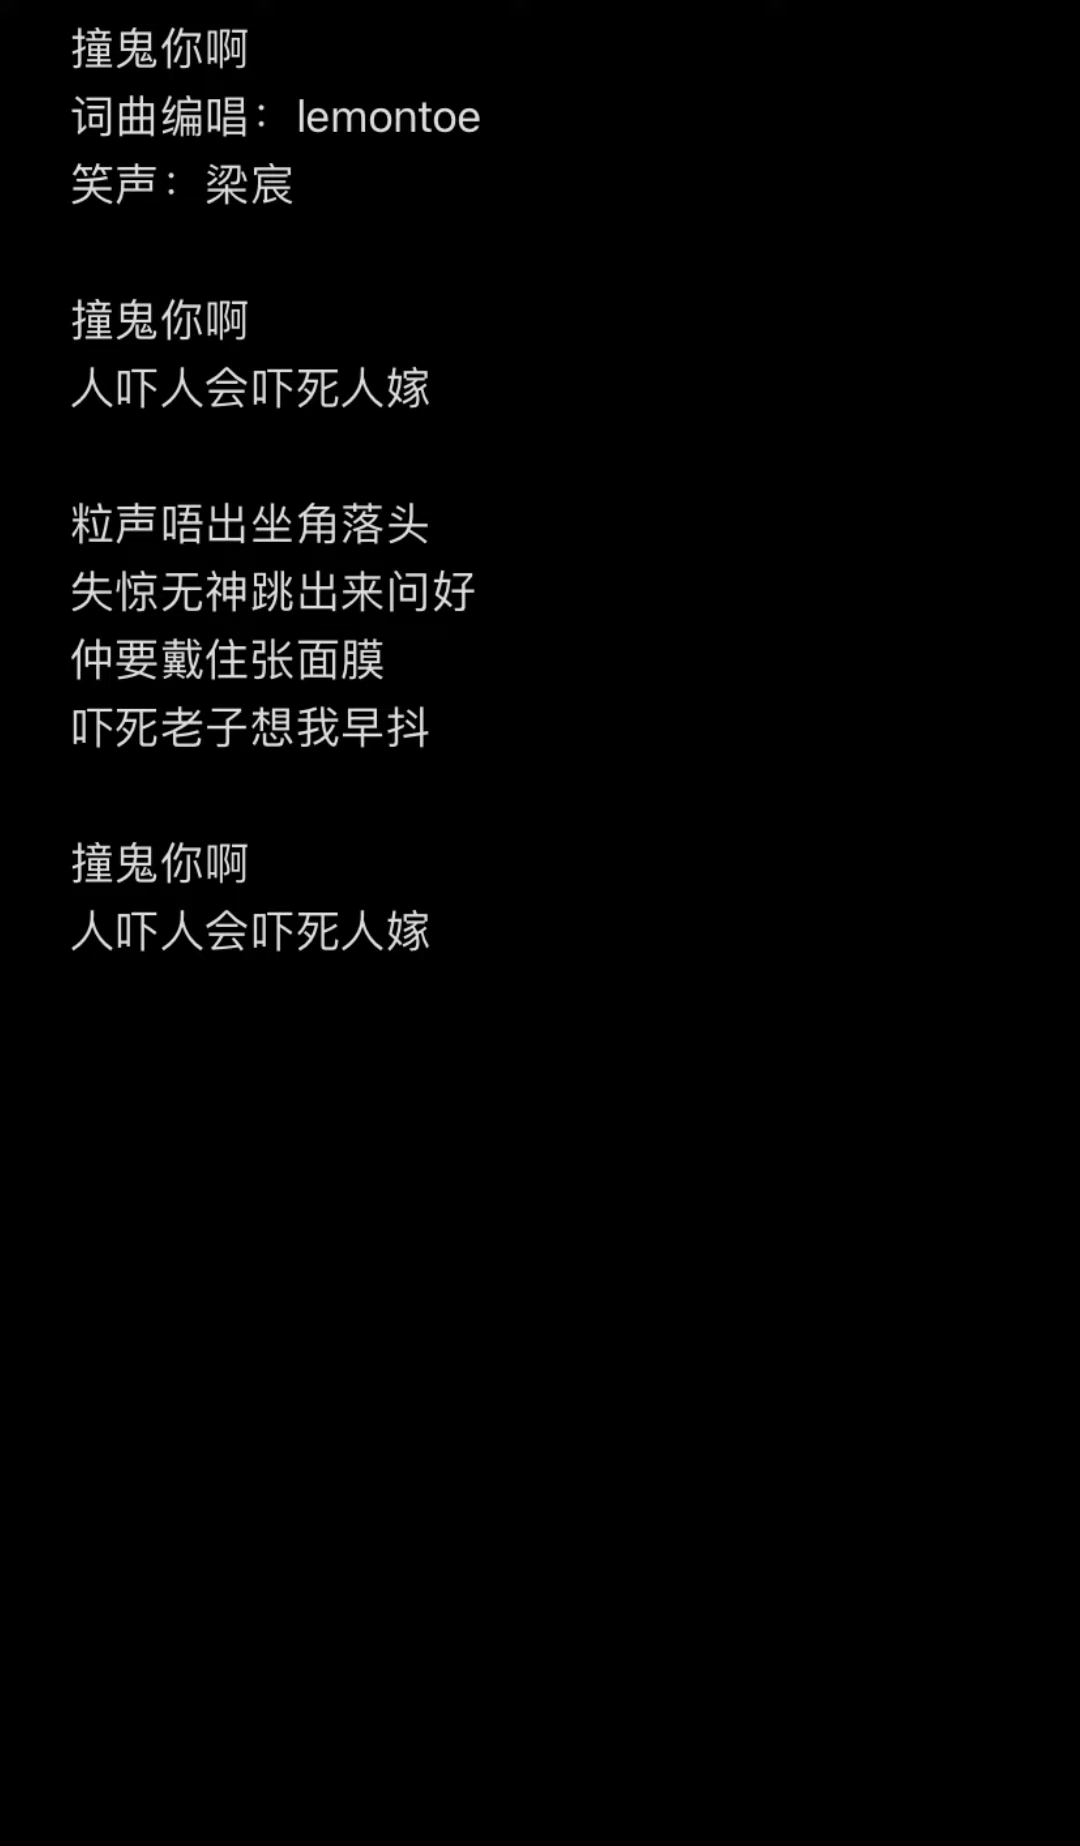 撞鬼你啊
词曲编唱：lemontoe
笑声：梁宸
撞鬼你啊
人吓人会吓死人嫁
粒声唔出坐角落头
失惊无神跳出来问好
仲要戴住张面膜
吓死老子想我早抖
撞鬼你啊
人吓人会吓死人嫁